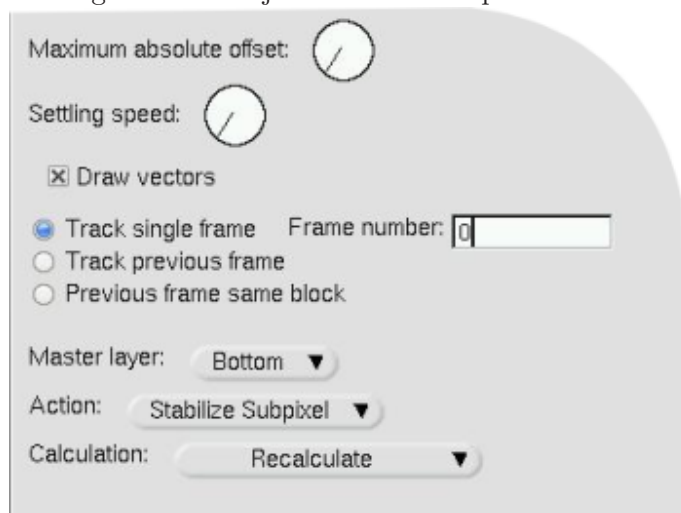 Maximum absolute offset:
Settling speed:
Draw vectors
Track single frame Frame number: 0
Track previous frame
Previous frame same block
Master layer: Bottom
Action: Stabilize Subpixel
Calculation: Recalculate